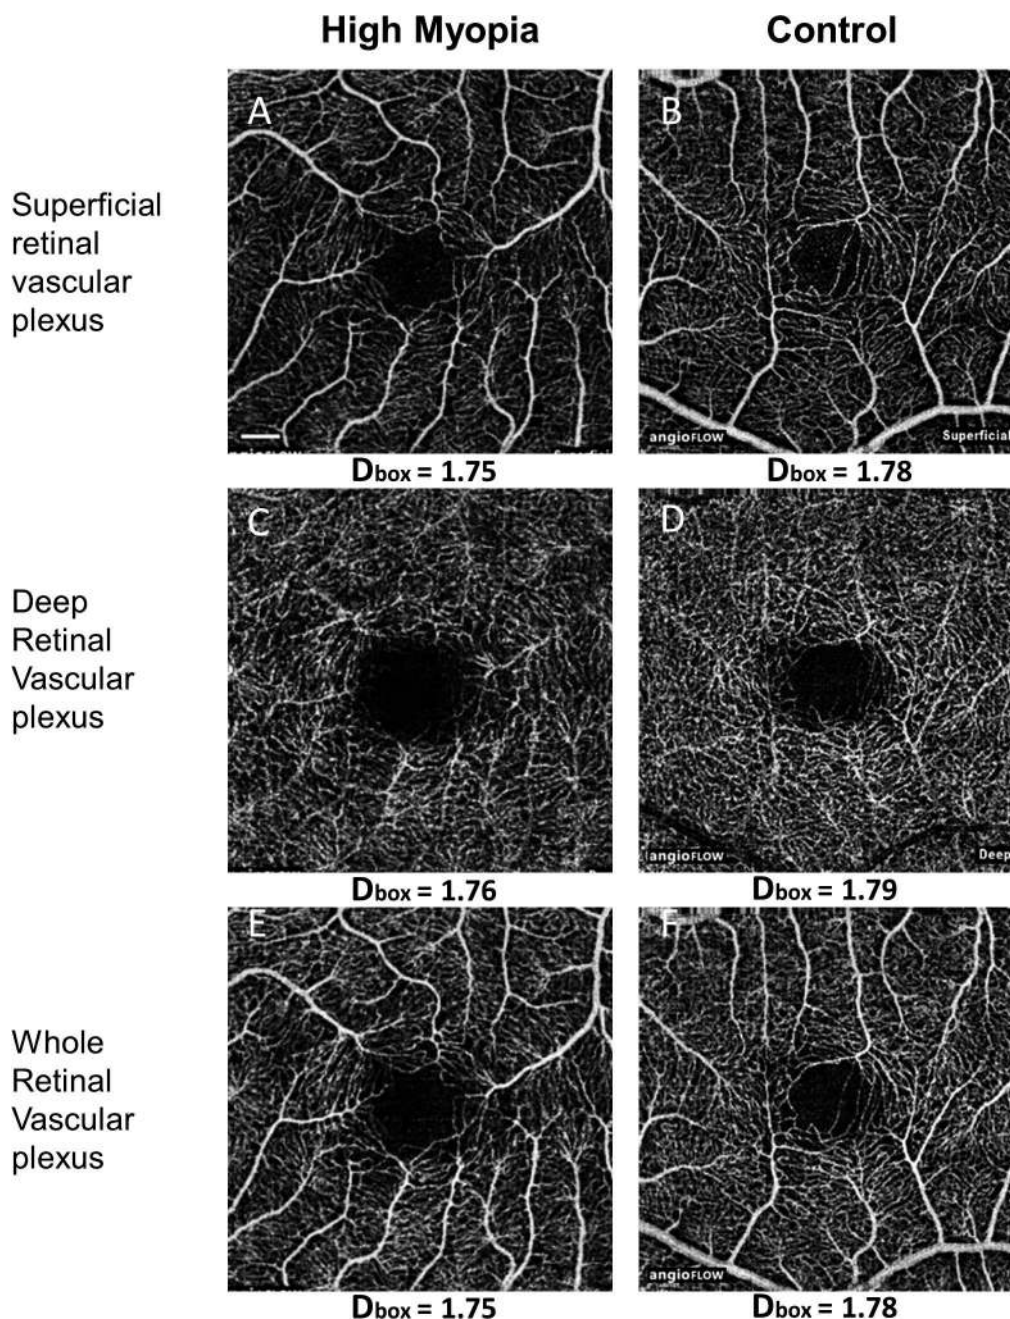 High Myopia
Control
Superficial
retinal
vascular
plexus
A
B
angioFLOW
Superficial
Dbox = 1.75
Dbox = 1.78
Deep
Retinal
Vascular
plexus
C
D
angioFLOW
Deep
Dbox = 1.76
Dbox = 1.79
Whole
Retinal
Vascular
plexus
E
F
angioFLOW
Dbox = 1.75
Dbox = 1.78